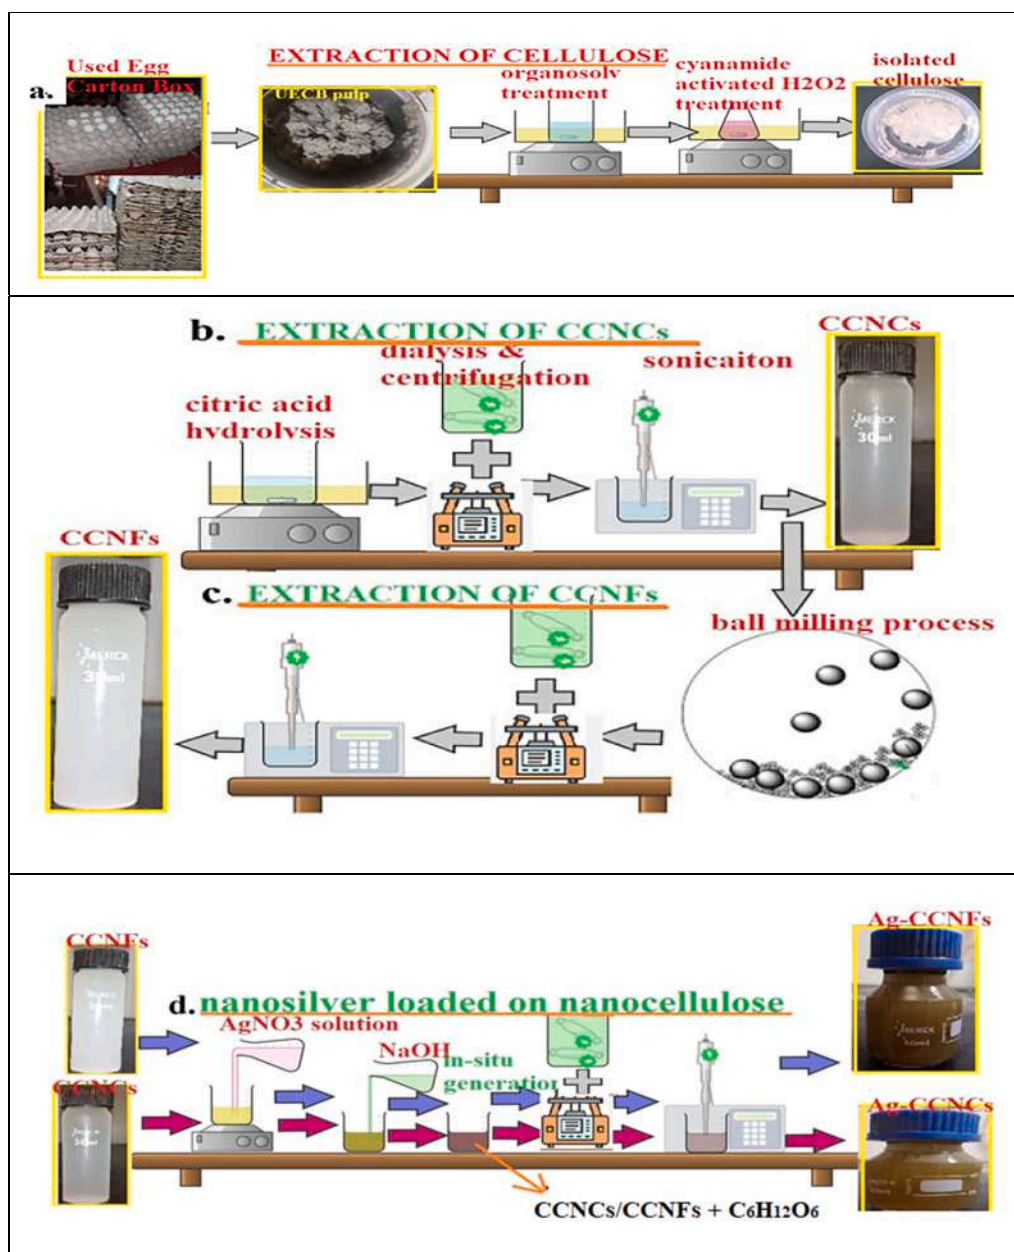 a.
Used Egg
Carton Box
EXTRACTION OF CELLULOSE
UECB pulp
organosolv
treatment
cyanamide
activated H2O2
treatment
isolated
cellulose
b. EXTRACTION OF CCNCs
citric acid
hydrolysis
dialysis &
centrifugation
sonicaiton
CCNCs
MERCK
30ml
CCNFs
MERCK
30ml
c. EXTRACTION OF CCNFs
ball milling process
CCNFs
CCNCs
d. nanosilver loaded on nanocellulose
AgNO3 solution
NaOH
in-situ
generation
CCNCs/CCNFs + C6H12O6
Ag-CCNFs
MERCK
Ag-CCNCs